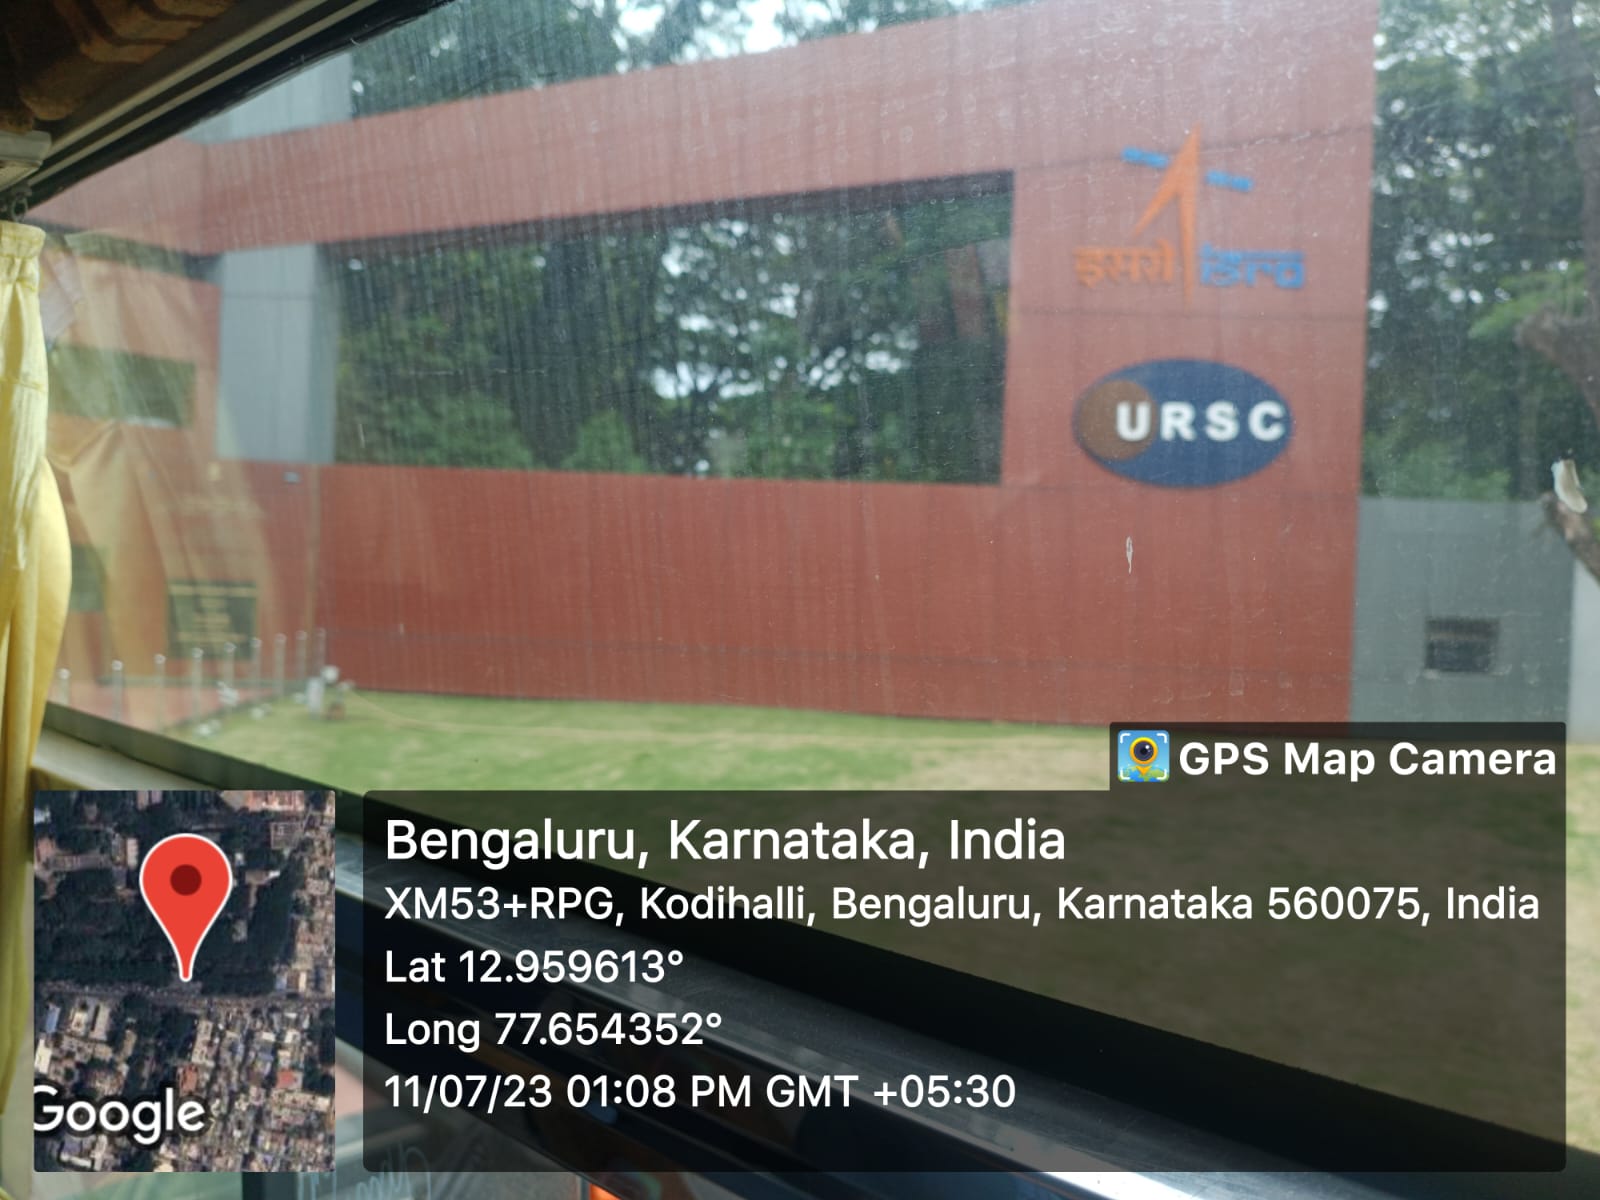 इसरो isro
URSC
GPS Map Camera
Bengaluru, Karnataka, India
XM53+RPG, Kodihalli, Bengaluru, Karnataka 560075, India
Lat 12.959613°
Long 77.654352°
11/07/23 01:08 PM GMT +05:30
Google